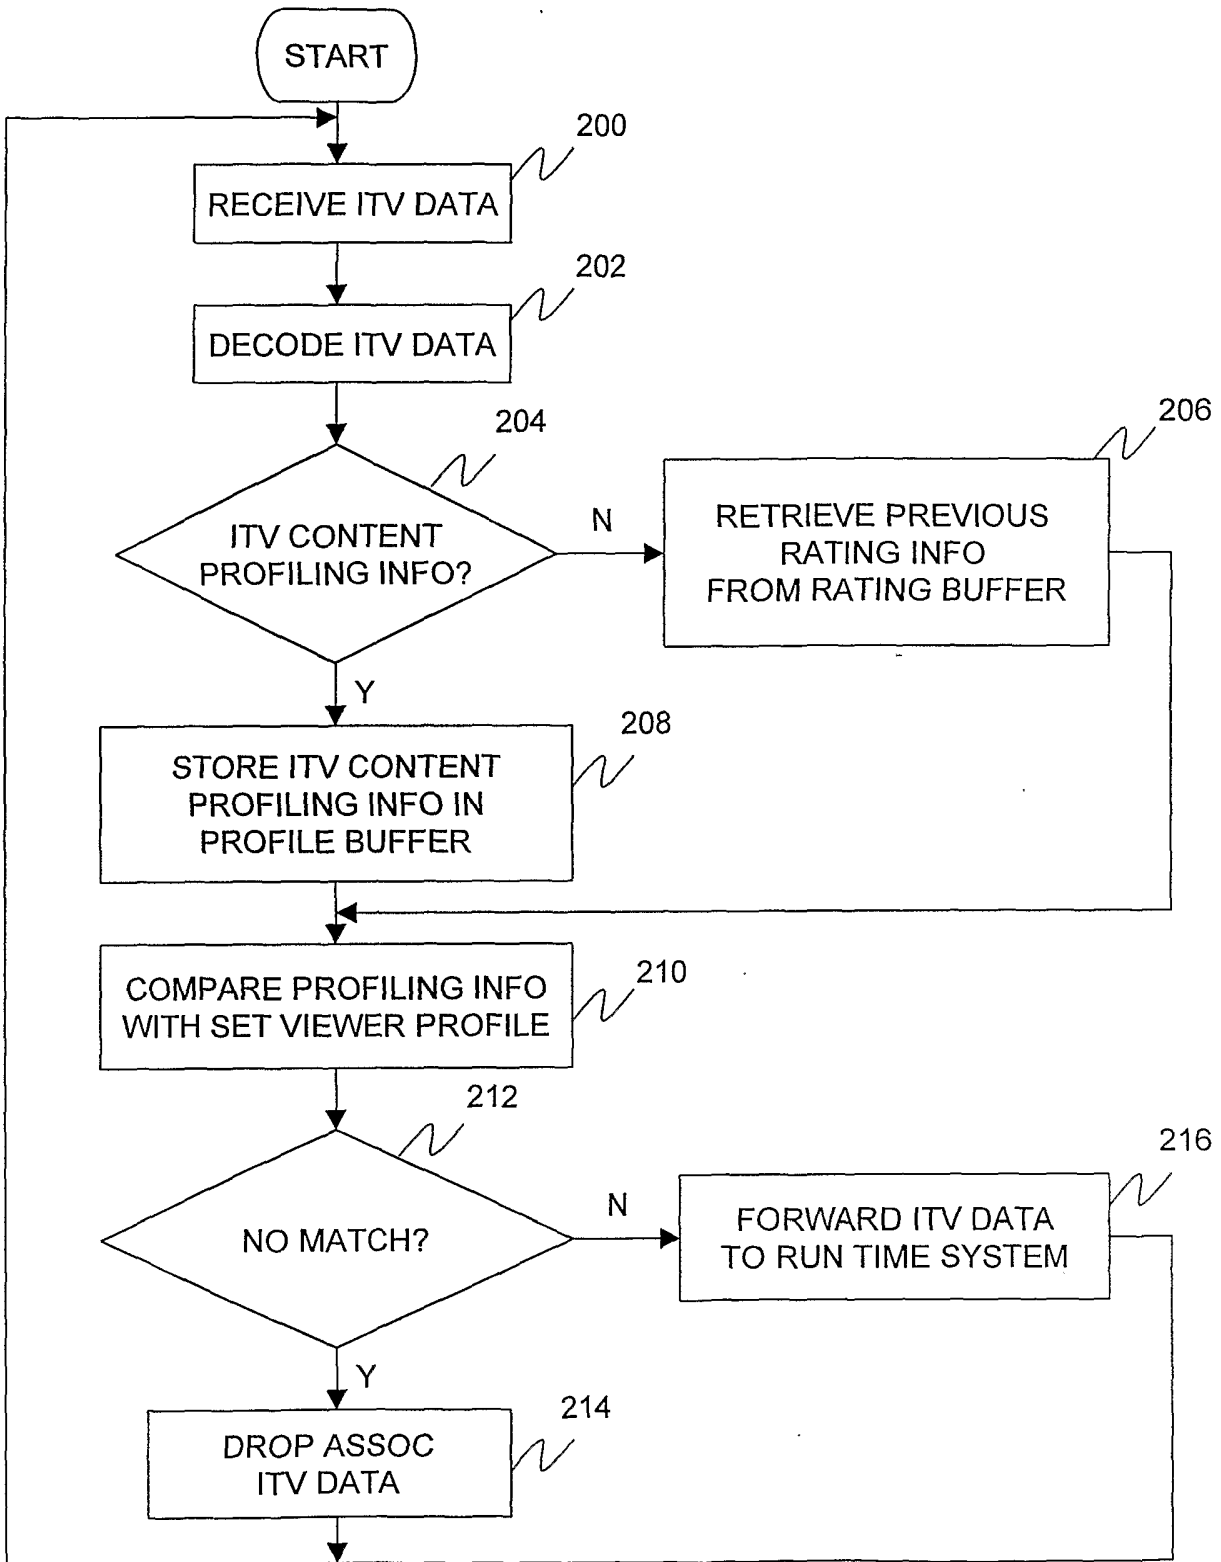 START
200
RECEIVE ITV DATA
202
DECODE ITV DATA
204
206
ITV CONTENT
PROFILING INFO?
N
RETRIEVE PREVIOUS
RATING INFO
FROM RATING BUFFER
Y
208
STORE ITV CONTENT
PROFILING INFO IN
PROFILE BUFFER
210
COMPARE PROFILING INFO
WITH SET VIEWER PROFILE
212
216
NO MATCH?
N
FORWARD ITV DATA
TO RUN TIME SYSTEM
Y
214
DROP ASSOC
ITV DATA